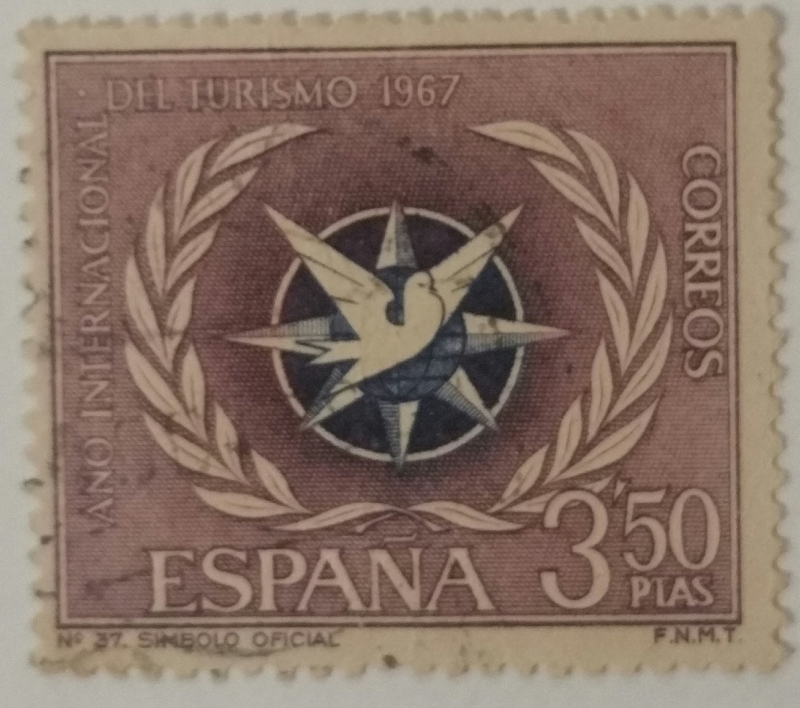 AÑO INTERNACIONAL
DEL TURISMO 1967
CORREOS
ESPAÑA
3'50
PTAS
Nº 37. SIMBOLO OFICIAL
F.N.M.T.